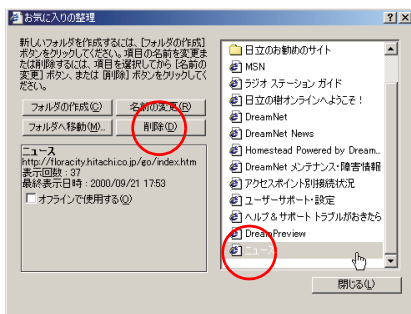 お気に入りの整理
新しいフォルダを作成するには、[フォルダの作成]
ボタンをクリックしてください。項目の名前を変更ま
たは削除するには、項目を選択してから [名前の
変更] ボタン、または [削除] ボタンをクリックしてく
ださい。
フォルダの作成(C)
名前の変更(R)
フォルダへ移動(M)...
削除(D)
ニュース
http://floracity.hitachi.co.jp/go/index.htm
表示回数 : 37
最終表示日時 : 2000/09/21 17:53
オフラインで使用する(O)
日立のお勧めのサイト
MSN
ラジオ ステーション ガイド
日立の樹オンラインへようこそ！
DreamNet
DreamNet News
Homestead Powered by Dream...
DreamNet メンテナンス・障害情報
アクセスポイント別接続状況
ユーザーサポート・設定
ヘルプ＆サポート トラブルがおきたら
DreamPreview
ニュース
閉じる(L)